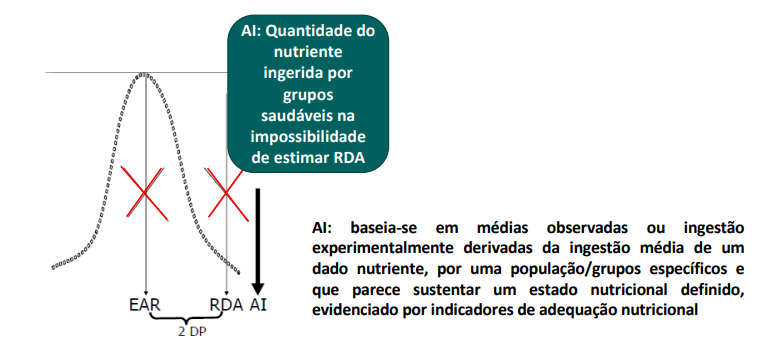 AI: Quantidade do
nutriente
ingerida por
grupos
saudáveis na
impossibilidade
de estimar RDA
AI: baseia-se em médias observadas ou ingestão
experimentalmente derivadas da ingestão média de um
dado nutriente, por uma população/grupos específicos e
que parece sustentar um estado nutricional definido,
evidenciado por indicadores de adequação nutricional
EAR RDA AI
2 DP